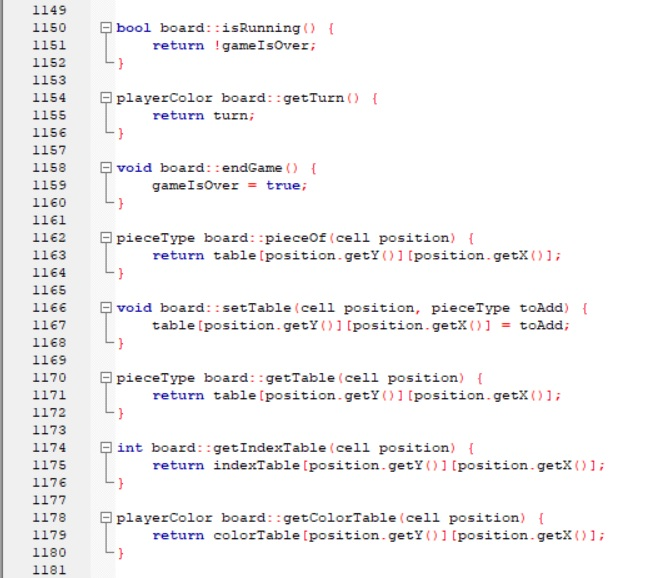 1149
1150 bool board::isRunning() {
1151     return !gameIsOver;
1152 }
1153
1154 playerColor board::getTurn() {
1155     return turn;
1156 }
1157
1158 void board::endGame() {
1159     gameIsOver = true;
1160 }
1161
1162 pieceType board::pieceOf(cell position) {
1163     return table[position.getY()][position.getX()];
1164 }
1165
1166 void board::setTable(cell position, pieceType toAdd) {
1167     table[position.getY()][position.getX()] = toAdd;
1168 }
1169
1170 pieceType board::getTable(cell position) {
1171     return table[position.getY()][position.getX()];
1172 }
1173
1174 int board::getIndexTable(cell position) {
1175     return indexTable[position.getY()][position.getX()];
1176 }
1177
1178 playerColor board::getColorTable(cell position) {
1179     return colorTable[position.getY()][position.getX()];
1180 }
1181